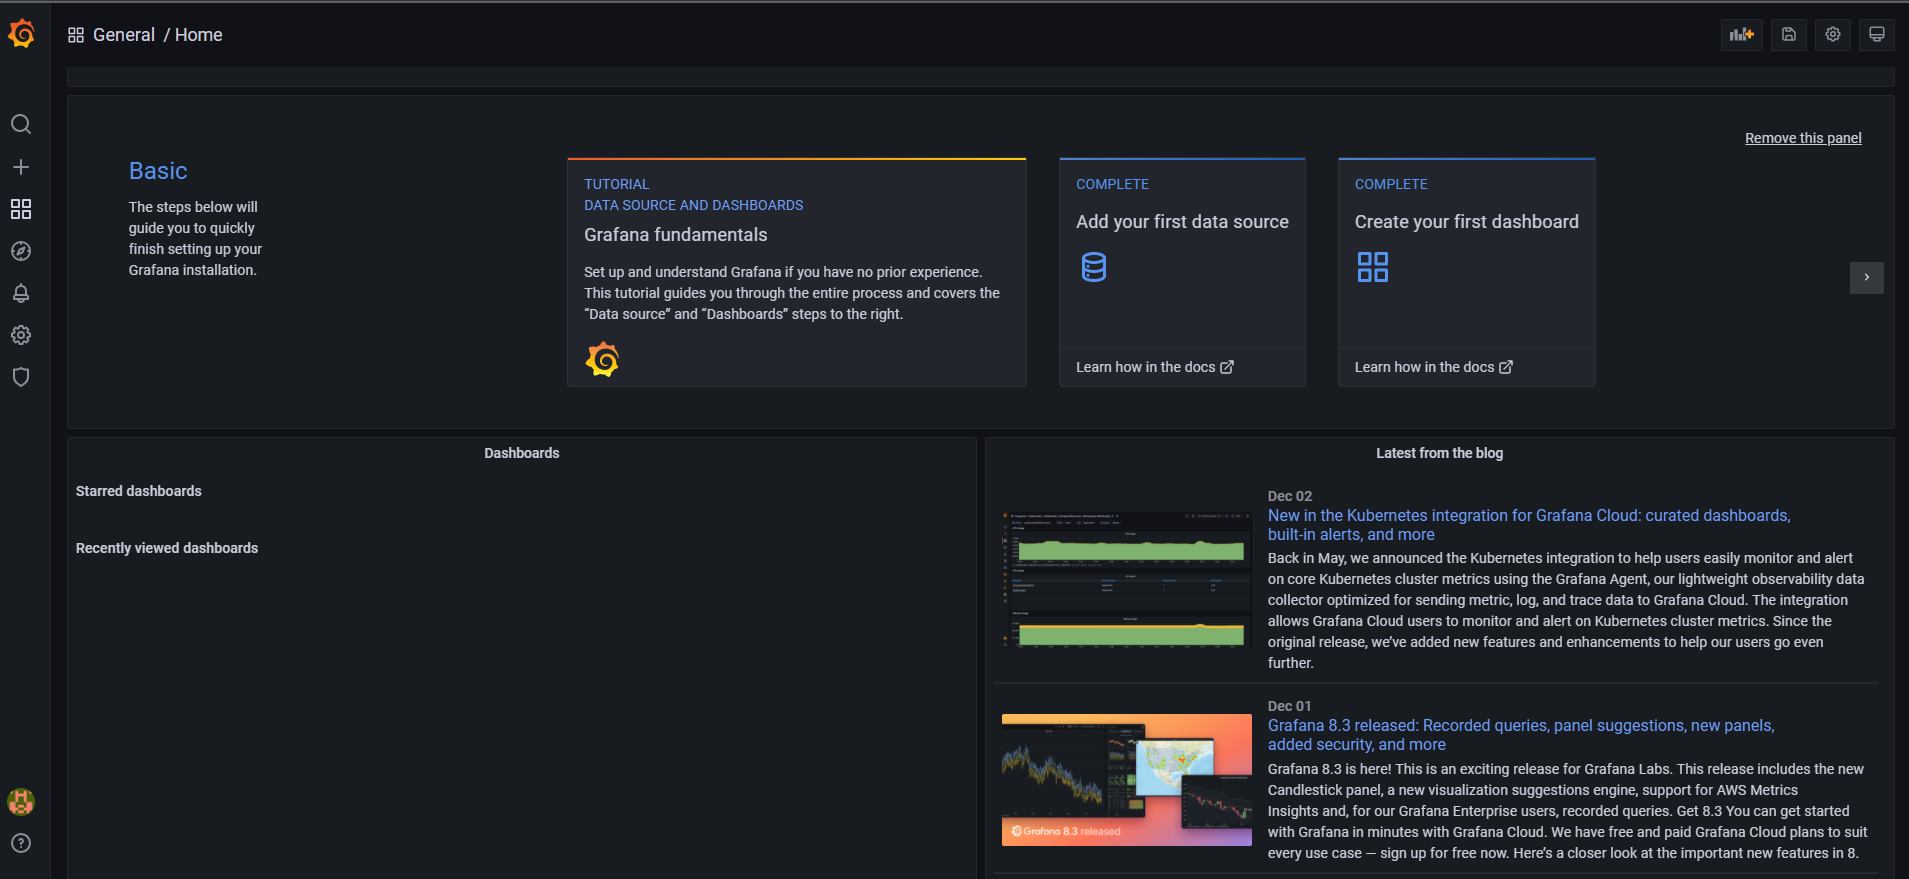 General / Home
Remove this panel
Basic
The steps below will
guide you to quickly
finish setting up your
Grafana installation.
TUTORIAL
DATA SOURCE AND DASHBOARDS
Grafana fundamentals
Set up and understand Grafana if you have no prior experience.
This tutorial guides you through the entire process and covers the
“Data source” and “Dashboards” steps to the right.
COMPLETE
Add your first data source
Learn how in the docs
COMPLETE
Create your first dashboard
Learn how in the docs
Dashboards
Starred dashboards
Recently viewed dashboards
Latest from the blog
Dec 02
New in the Kubernetes integration for Grafana Cloud: curated dashboards,
built-in alerts, and more
Back in May, we announced the Kubernetes integration to help users easily monitor and alert
on core Kubernetes cluster metrics using the Grafana Agent, our lightweight observability data
collector optimized for sending metric, log, and trace data to Grafana Cloud. The integration
allows Grafana Cloud users to monitor and alert on Kubernetes cluster metrics. Since the
original release, we’ve added new features and enhancements to help our users go even
further.
Grafana 8.3 released
Dec 01
Grafana 8.3 released: Recorded queries, panel suggestions, new panels,
added security, and more
Grafana 8.3 is here! This is an exciting release for Grafana Labs. This release includes the new
Candlestick panel, a new visualization suggestions engine, support for AWS Metrics
Insights and, for our Grafana Enterprise users, recorded queries. Get 8.3 You can get started
with Grafana in minutes with Grafana Cloud. We have free and paid Grafana Cloud plans to suit
every use case — sign up for free now. Here’s a closer look at the important new features in 8.